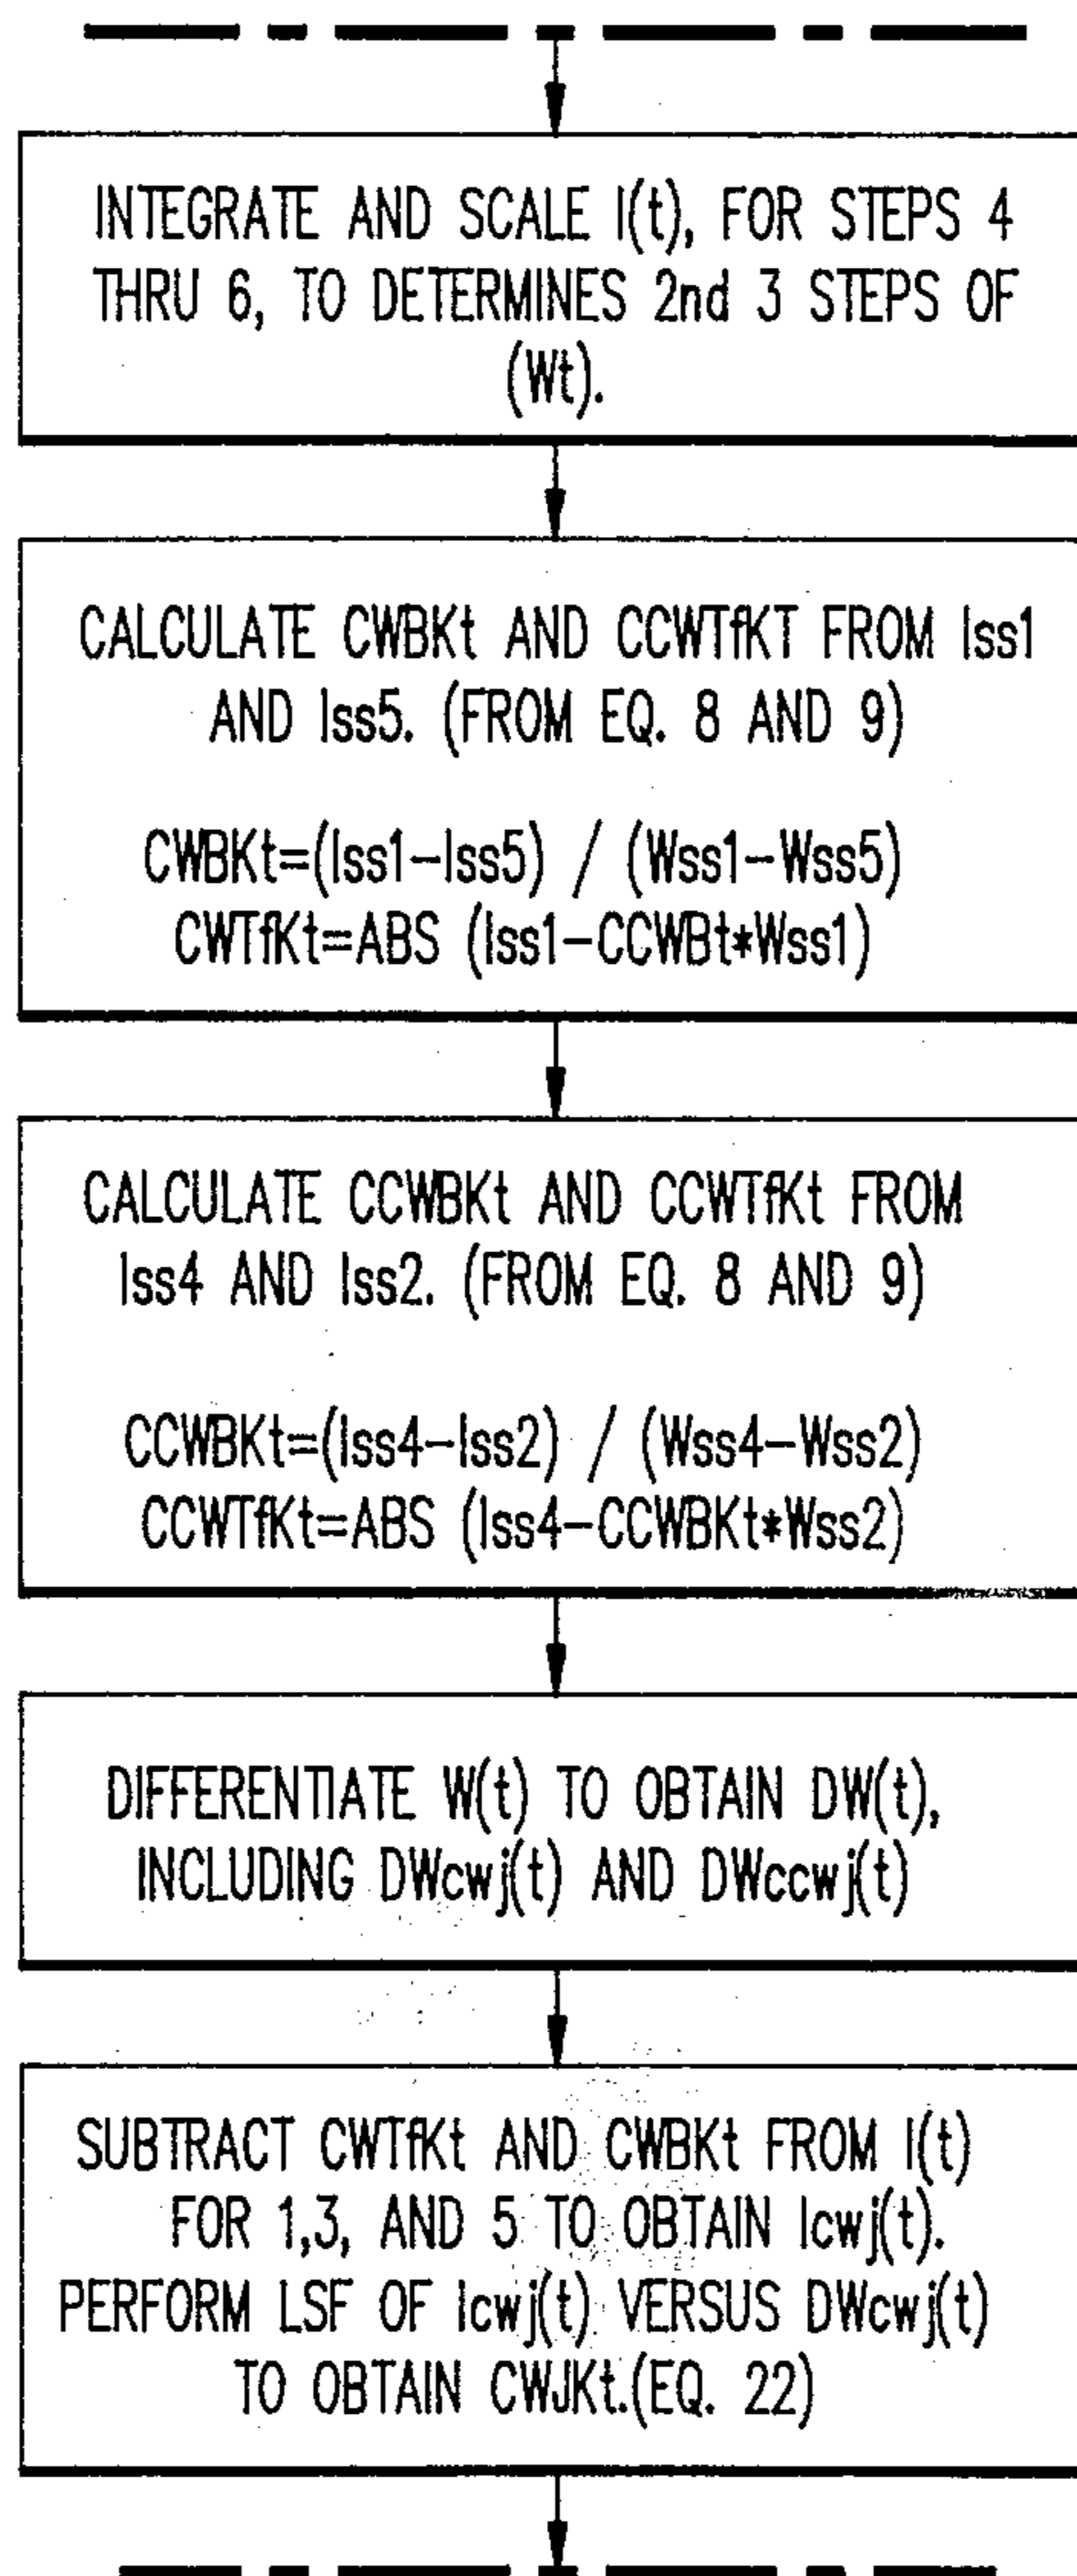 INTEGRATE AND SCALE I(t), FOR STEPS 4
THRU 6, TO DETERMINES 2nd 3 STEPS OF
(Wt).
CALCULATE CWBKt AND CCWTfKT FROM Iss1
AND Iss5. (FROM EQ. 8 AND 9)
CWBKt=(Iss1-Iss5) / (Wss1-Wss5)
CWTfKt=ABS (Iss1-CCWBt*Wss1)
CALCULATE CCWBKt AND CCWTfKt FROM
Iss4 AND Iss2. (FROM EQ. 8 AND 9)
CCWBKt=(Iss4-Iss2) / (Wss4-Wss2)
CCWTfKt=ABS (Iss4-CCWBKt*Wss2)
DIFFERENTIATE W(t) TO OBTAIN DW(t),
INCLUDING DWcwj(t) AND DWccwj(t)
SUBTRACT CWTfKt AND CWBKt FROM I(t)
FOR 1,3, AND 5 TO OBTAIN Icwj(t).
PERFORM LSF OF Icwj(t) VERSUS DWcwj(t)
TO OBTAIN CWJKt.(EQ. 22)